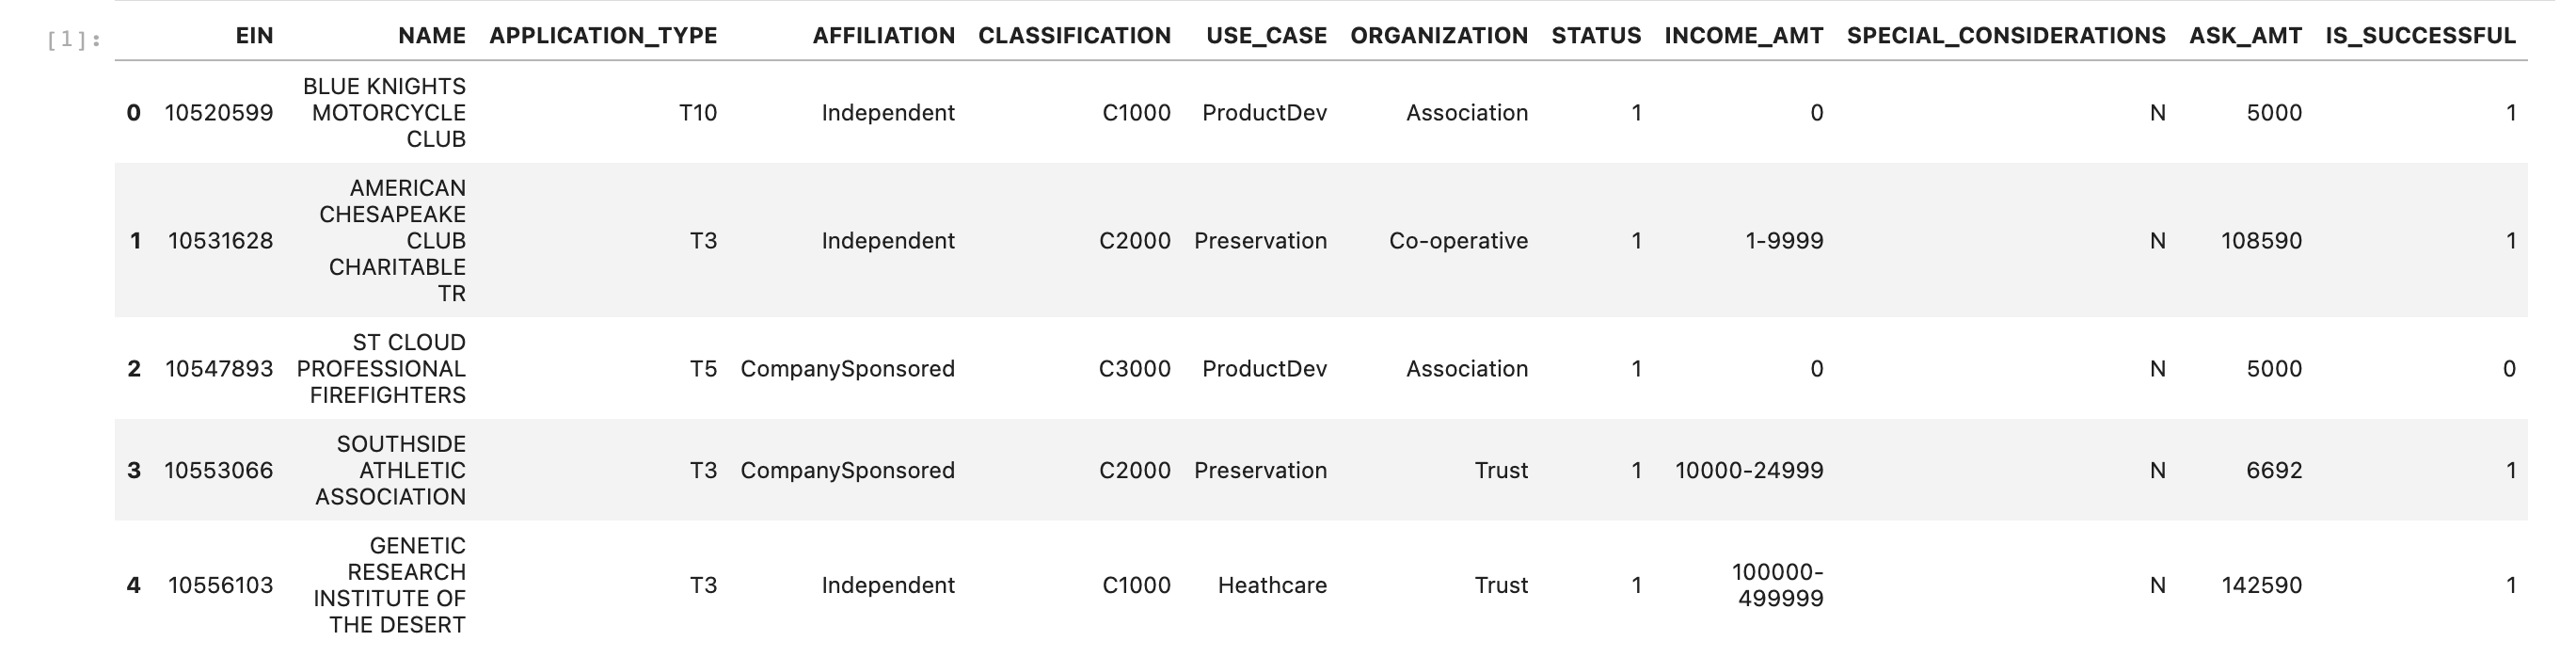 [1]: EIN NAME APPLICATION_TYPE AFFILIATION CLASSIFICATION USE_CASE ORGANIZATION STATUS INCOME_AMT SPECIAL_CONSIDERATIONS ASK_AMT IS_SUCCESSFUL
BLUE KNIGHTS
0 10520599 MOTORCYCLE T10 Independent C1000 ProductDev Association 1 0 N 5000 1
CLUB
AMERICAN
CHESAPEAKE
1 10531628 CLUB T3 Independent C2000 Preservation Co-operative 1 1-9999 N 108590 1
CHARITABLE
TR
ST CLOUD
2 10547893 PROFESSIONAL T5 CompanySponsored C3000 ProductDev Association 1 0 N 5000 0
FIREFIGHTERS
SOUTHSIDE
3 10553066 ATHLETIC T3 CompanySponsored C2000 Preservation Trust 1 10000-24999 N 6692 1
ASSOCIATION
GENETIC
RESEARCH 100000-
4 10556103 T3 Independent C1000 Heathcare Trust 1 N 142590 1
INSTITUTE OF 499999
THE DESERT